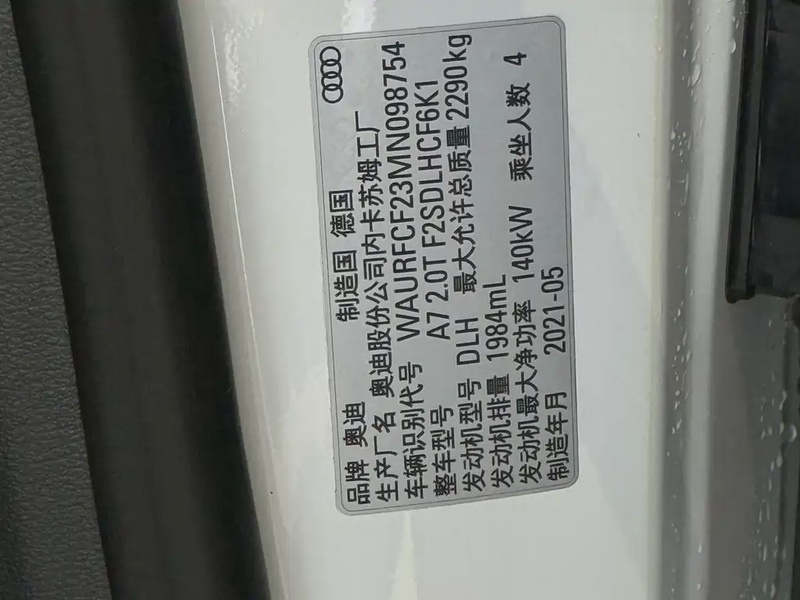 品牌 奥迪 制造国 德国
生产厂名 奥迪股份公司内卡苏姆工厂
车辆识别代号 WAURFCF23MN098754
整车型号 A7 2.0T F2SDLHCF6K1
发动机型号 DLH 最大允许总质量 2290kg
发动机排量 1984mL
发动机最大净功率 140kW 乘坐人数 4
制造年月 2021-05